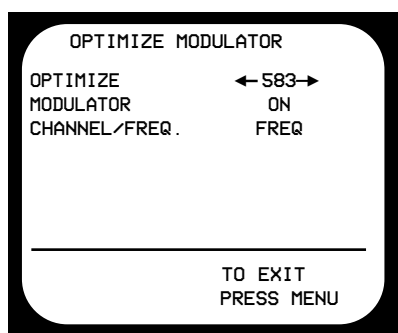 OPTIMIZE MODULATOR
OPTIMIZE ←583→
MODULATOR ON
CHANNEL/FREQ. FREQ
TO EXIT
PRESS MENU